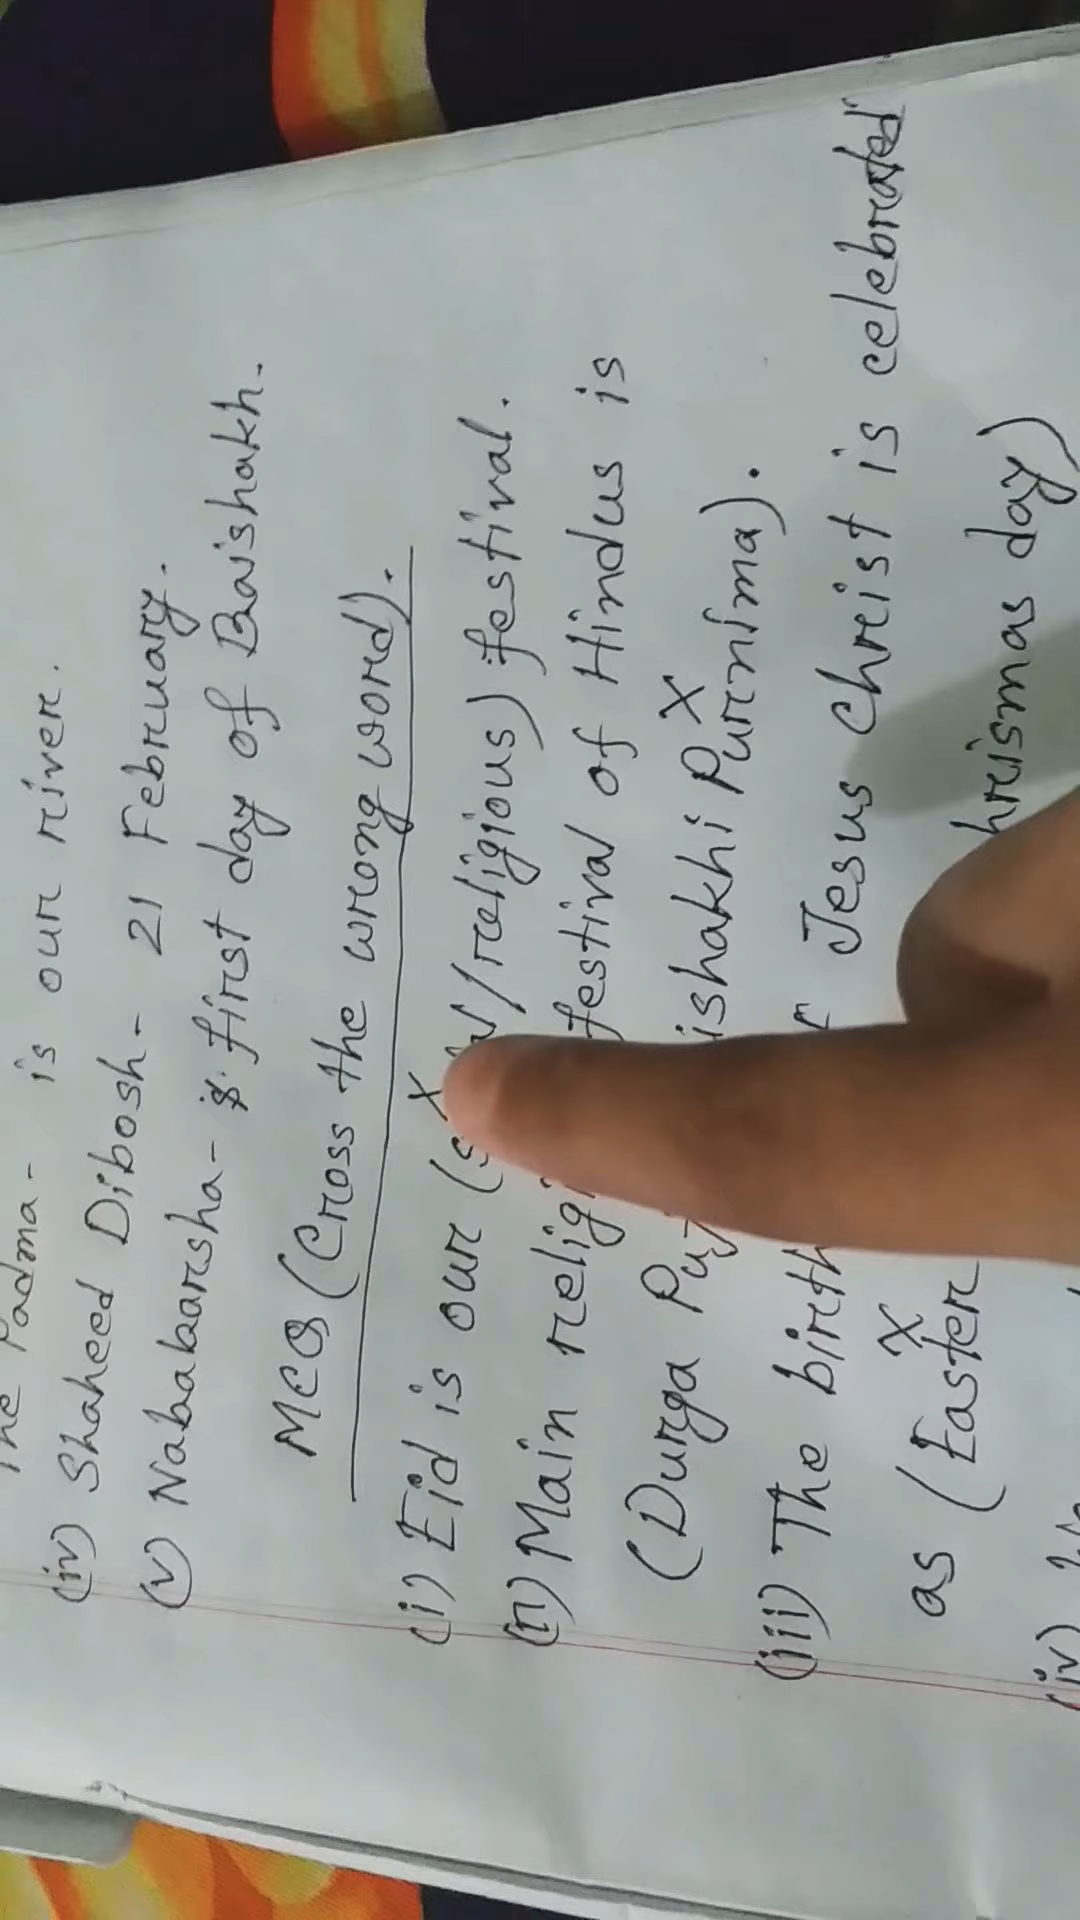 Padma- is our river.
(iv) Shaheed Dibosh- 21 February.
(v) Nababarsha- first day of Baishakh.
MCQ (Cross the wrong word).
(i) Eid is our ( X /religious) festival.
(ii) Main festival of Hindus is
(Durga Purnima). X
(iii) The birth Jesus Christ is celebrated
as (Easter X day)
(iv)